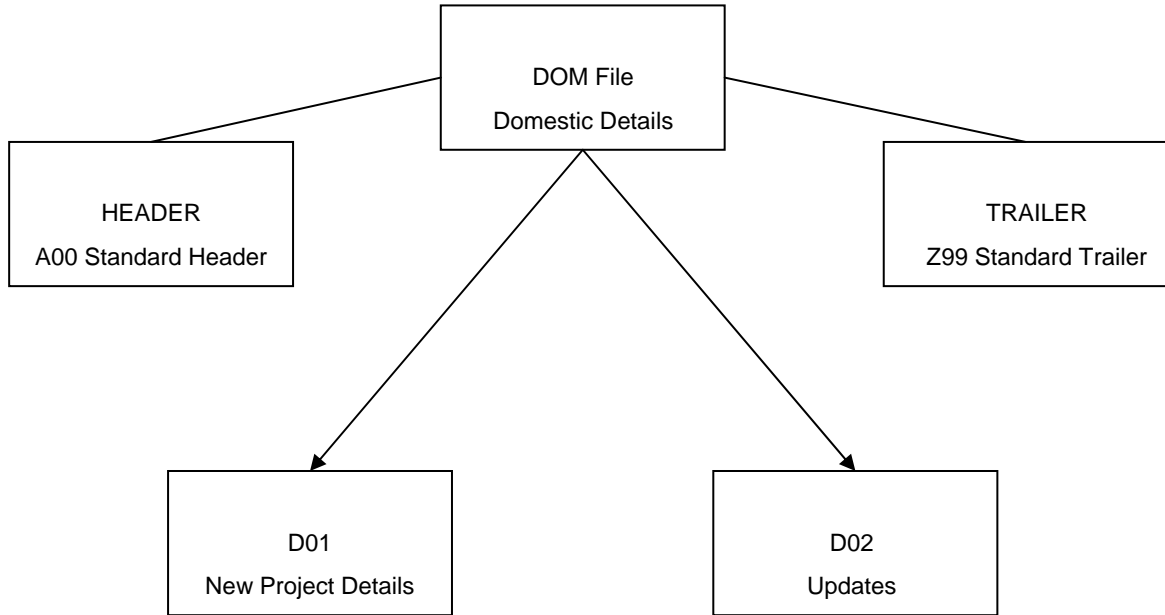 DOM File
Domestic Details
HEADER
A00 Standard Header
TRAILER
Z99 Standard Trailer
D01
New Project Details
D02
Updates